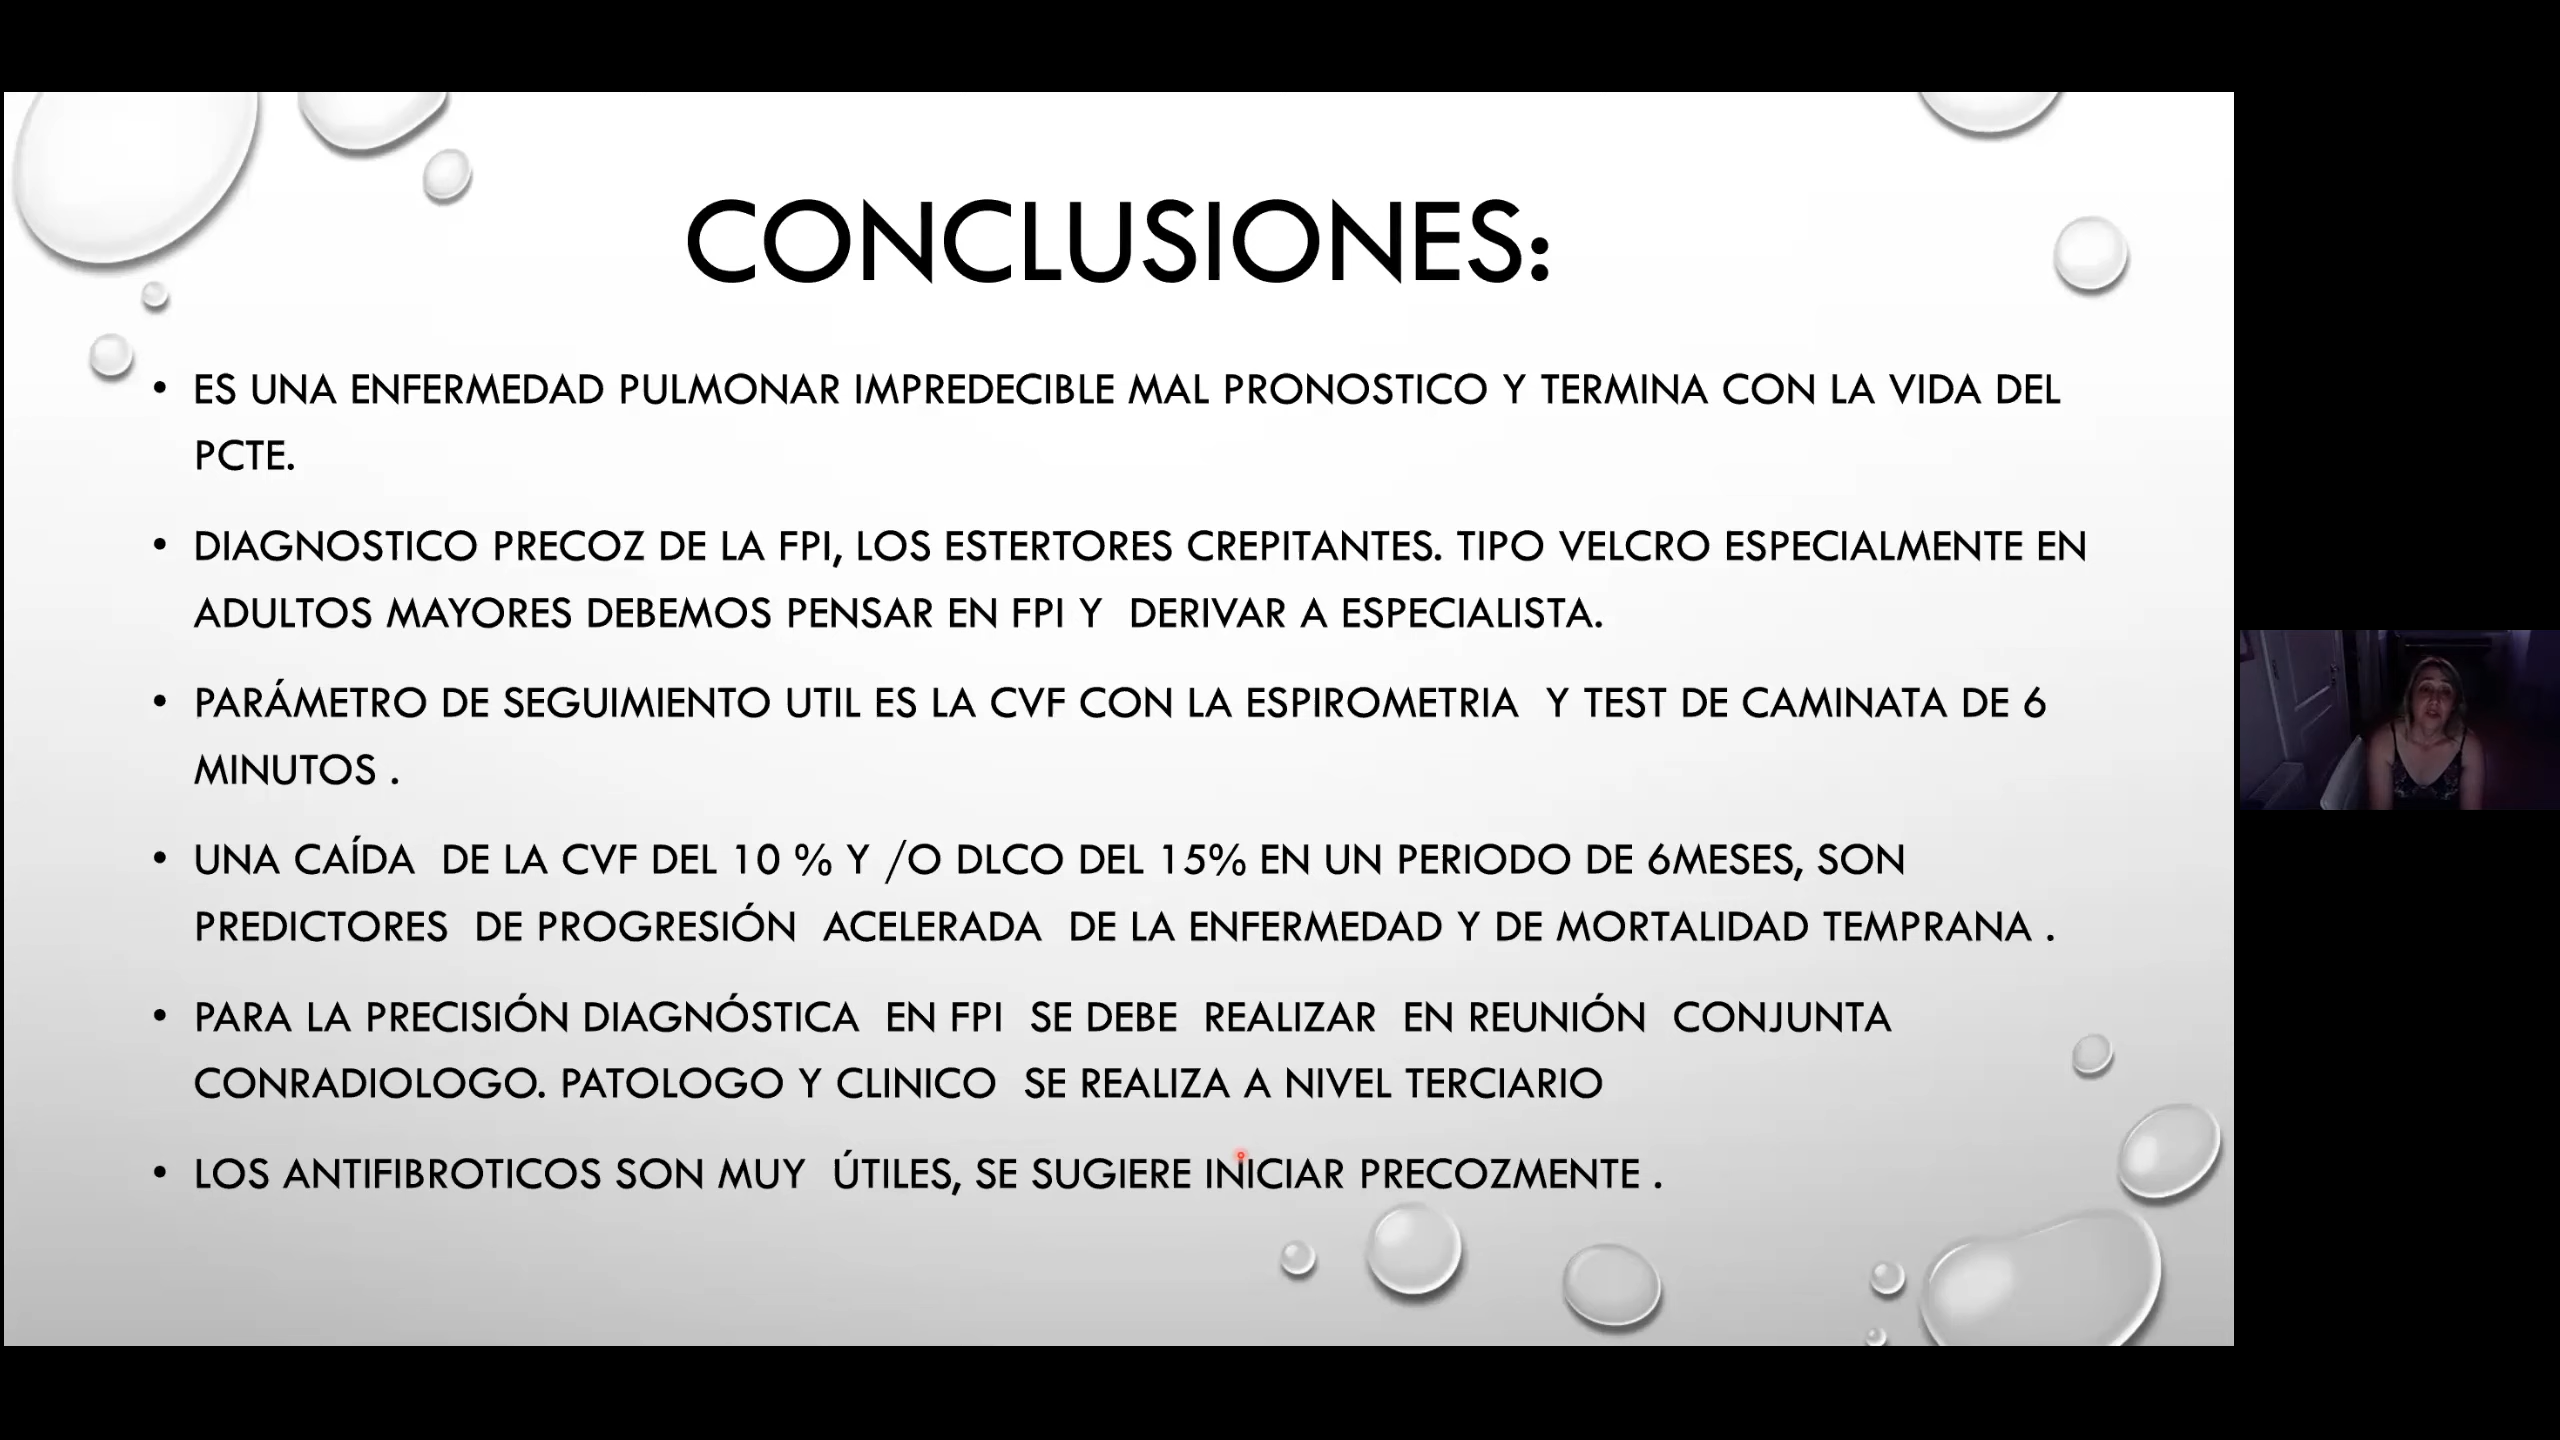 CONCLUSIONES:
• ES UNA ENFERMEDAD PULMONAR IMPREDECIBLE MAL PRONOSTICO Y TERMINA CON LA VIDA DEL
PCTE.
• DIAGNOSTICO PRECOZ DE LA FPI, LOS ESTERTORES CREPITANTES. TIPO VELCRO ESPECIALMENTE EN
ADULTOS MAYORES DEBEMOS PENSAR EN FPI Y DERIVAR A ESPECIALISTA.
• PARÁMETRO DE SEGUIMIENTO UTIL ES LA CVF CON LA ESPIROMETRIA Y TEST DE CAMINATA DE 6
MINUTOS .
• UNA CAÍDA DE LA CVF DEL 10 % Y /O DLCO DEL 15% EN UN PERIODO DE 6MESES, SON
PREDICTORES DE PROGRESIÓN ACELERADA DE LA ENFERMEDAD Y DE MORTALIDAD TEMPRANA .
• PARA LA PRECISIÓN DIAGNÓSTICA EN FPI SE DEBE REALIZAR EN REUNIÓN CONJUNTA
CONRADIOLOGO. PATOLOGO Y CLINICO SE REALIZA A NIVEL TERCIARIO
• LOS ANTIFIBROTICOS SON MUY ÚTILES, SE SUGIERE INICIAR PRECOZMENTE .